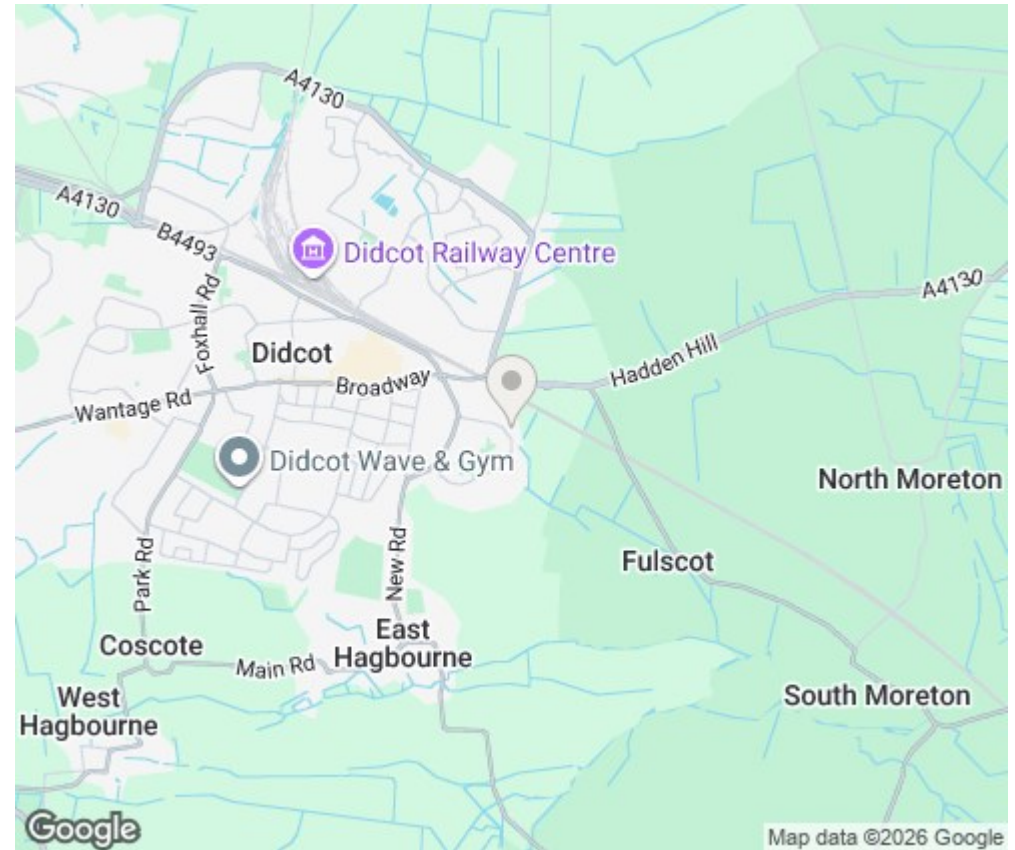 A4130
A4130
B4493
Didcot Railway Centre
A4130
Foxhall Rd
Hadden Hill
Didcot
Broadway
Wantage Rd
Didcot Wave & Gym
North Moreton
New Rd
Fulscot
Park Rd
East
Hagbourne
Coscote
Main Rd
West
Hagbourne
South Moreton
Google
Map data ©2026 Google